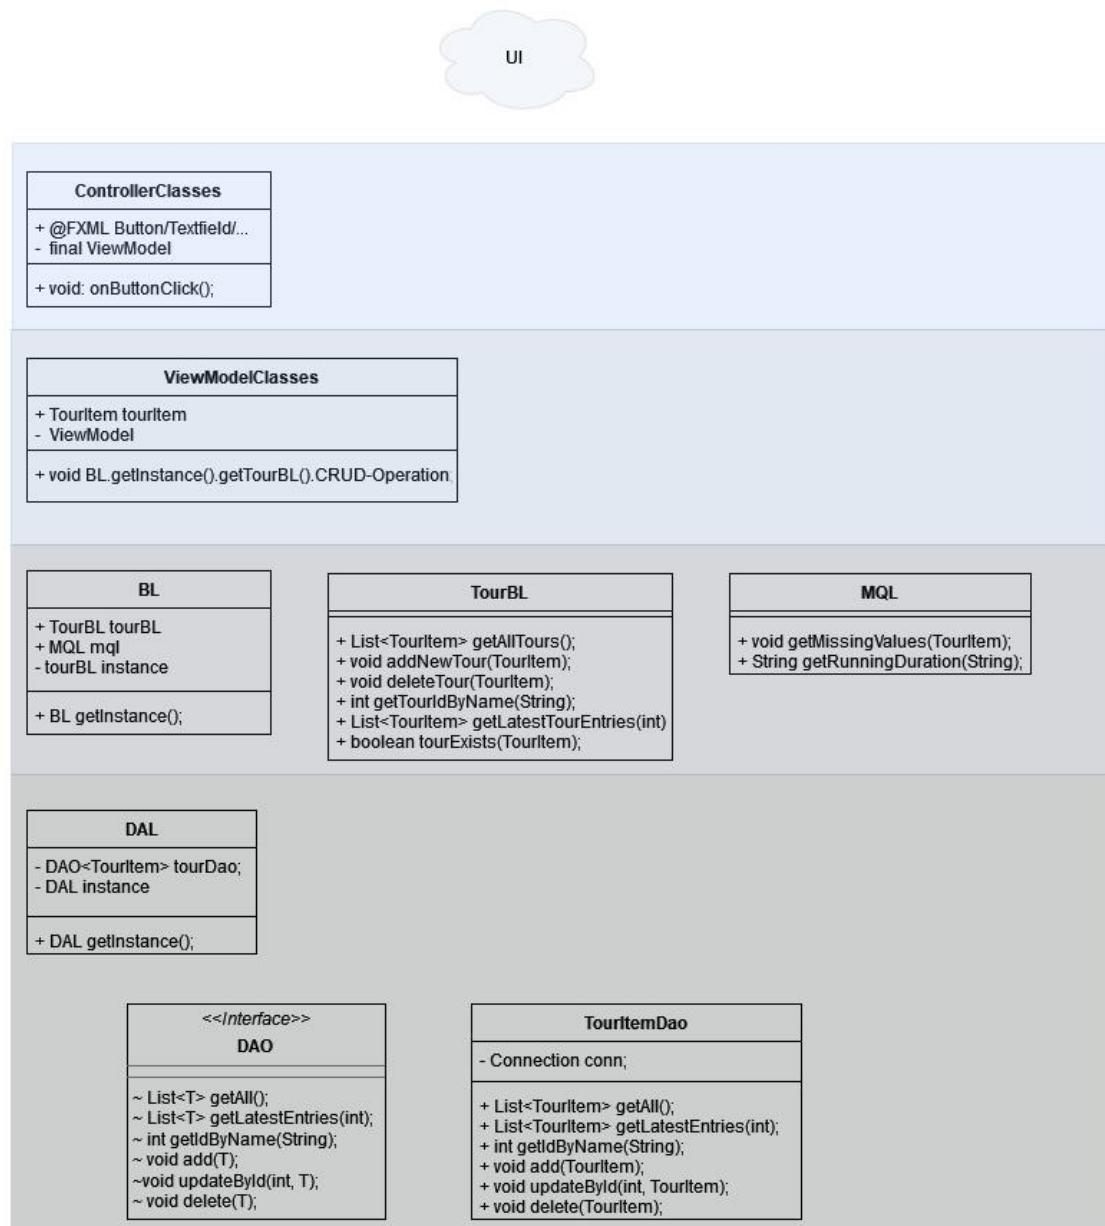 UI
ControllerClasses
+ @FXML Button/Textfield/...
- final ViewModel
+ void: onButtonClick();
ViewModelClasses
+ TourItem tourItem
- ViewModel
+ void BL.getInstance().getTourBL().CRUD-Operation;
BL
+ TourBL tourBL
+ MQL mql
- tourBL instance
+ BL getInstance();
TourBL
+ List<TourItem> getAllTours();
+ void addNewTour(TourItem);
+ void deleteTour(TourItem);
+ int getTourIdByName(String);
+ List<TourItem> getLatestTourEntries(int)
+ boolean tourExists(TourItem);
MQL
+ void getMissingValues(TourItem);
+ String getRunningDuration(String);
DAL
- DAO<TourItem> tourDao;
- DAL instance
+ DAL getInstance();
<<Interface>>
DAO
~ List<T> getAll();
~ List<T> getLatestEntries(int);
~ int getIdByName(String);
~ void add(T);
~void updateById(int, T);
~ void delete(T);
TourItemDao
- Connection conn;
+ List<TourItem> getAll();
+ List<TourItem> getLatestEntries(int);
+ int getIdByName(String);
+ void add(TourItem);
+ void updateById(int, TourItem);
+ void delete(TourItem);